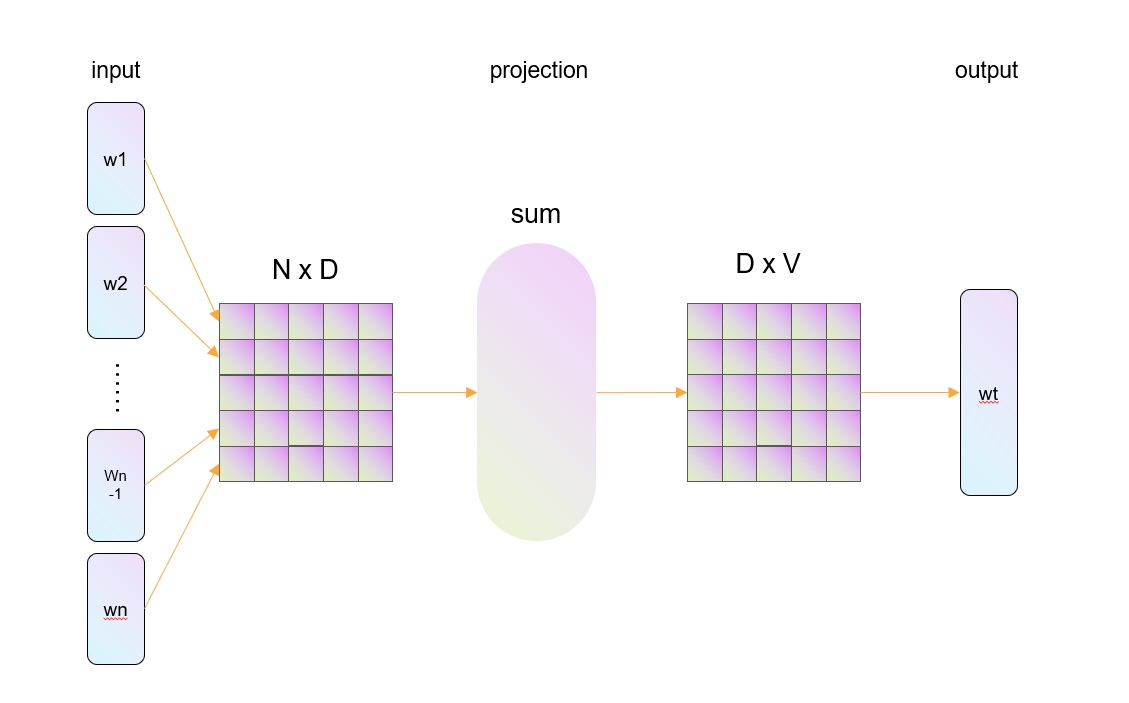 input
projection
output
w1
w2
Wn
-1
wn
N x D
sum
D x V
wt